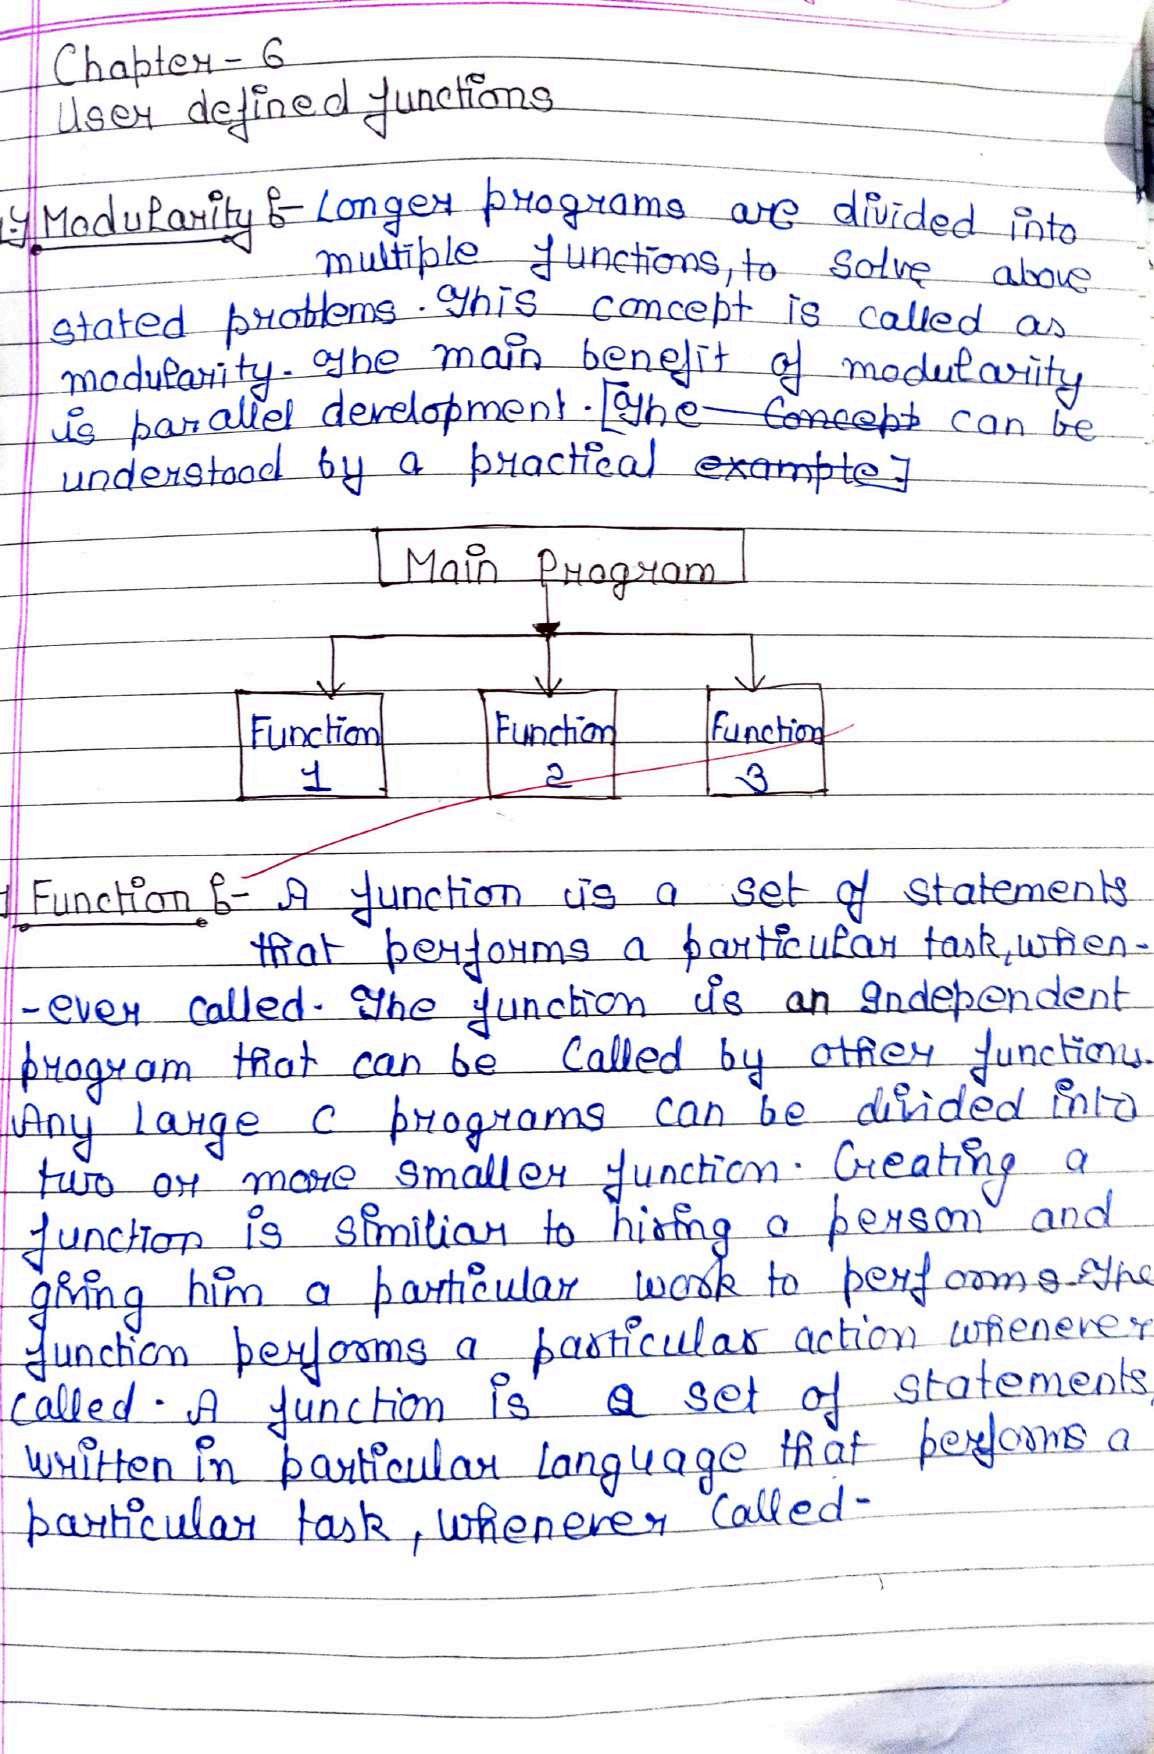 Chapter - 6
User defined functions
Modularity :- Longer programs are divided into
multiple functions, to solve above
stated problems. This concept is called as
modularity. The main benefit of modulariity
is parallel development. [The Concept can be
understood by a practical example]
Main Program
Function Function Function
1 2 3
Function :- A function is a set of statements
that performs a particular task, when-
-ever called. The function is an Independent
program that can be Called by other functions.
Any Large C programs can be divided into
two or more smaller function. Creating a
function is similiar to hiring a person and
giving him a particular work to performs. The
function performs a particular action whenever
called. A function is a set of statements,
written in particular Language that performs a
particular task, whenever Called-